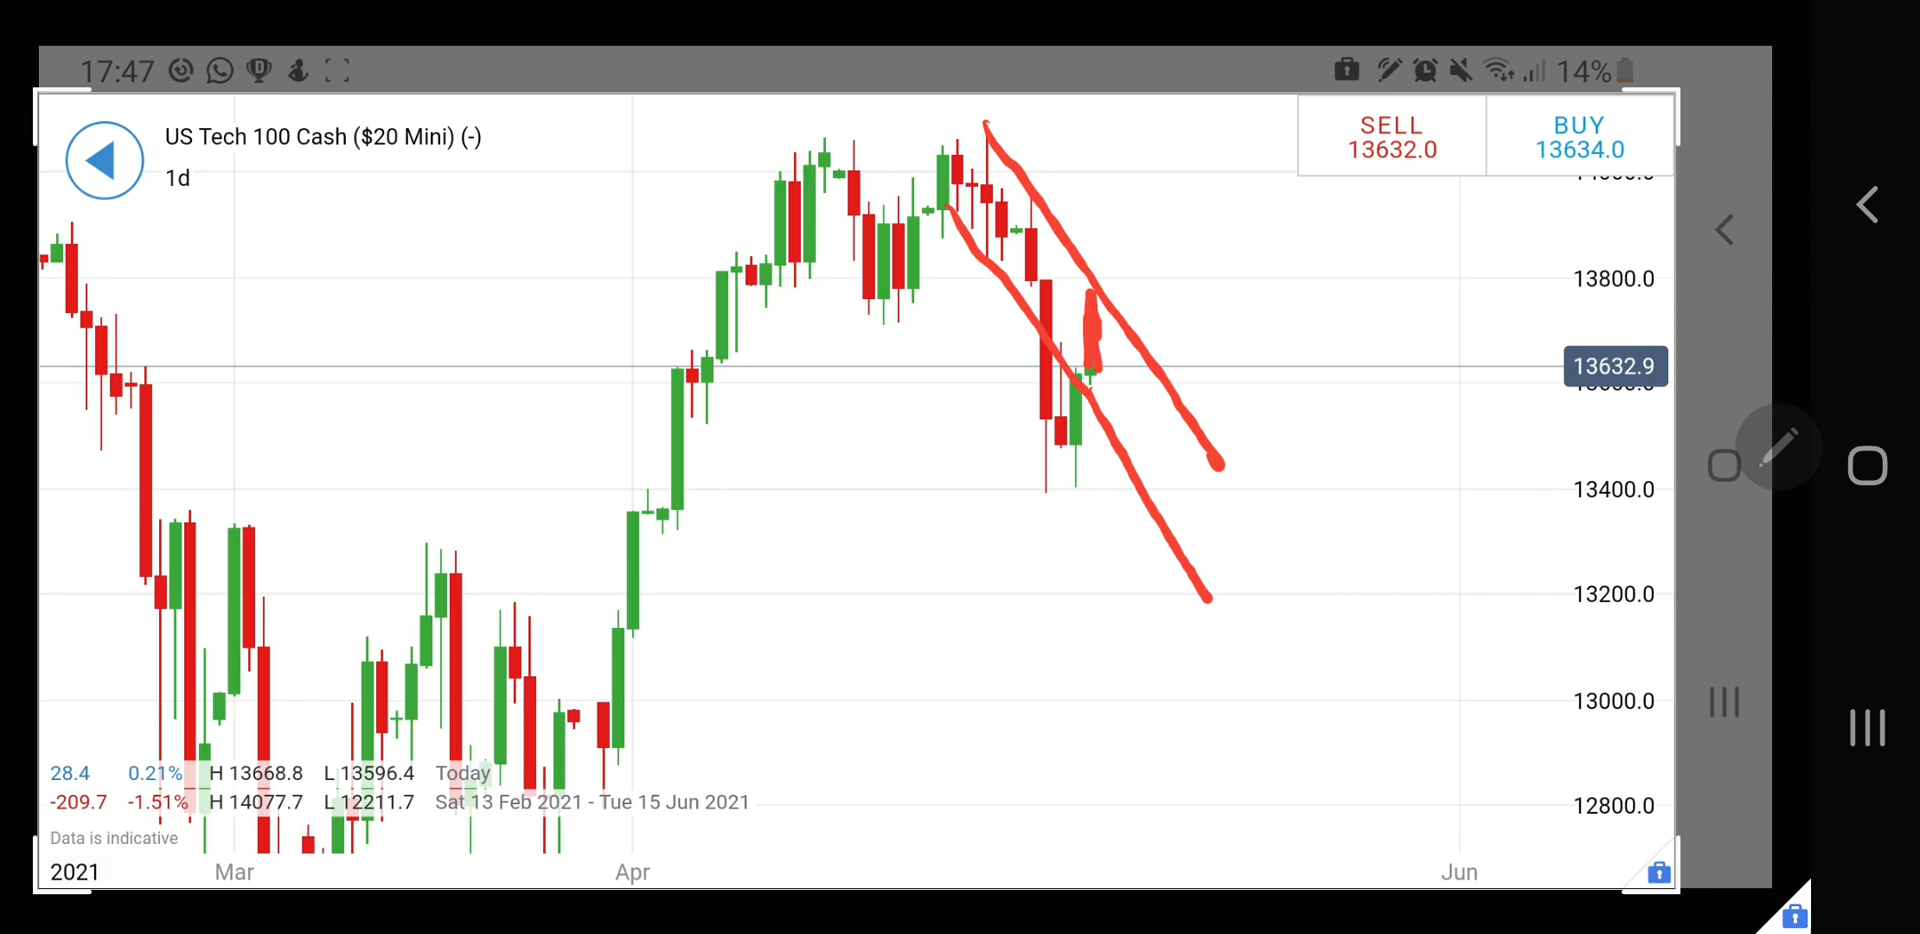 17:47
14%
US Tech 100 Cash ($20 Mini) (-)
1d
SELL
13632.0
BUY
13634.0
13800.0
13632.9
13400.0
13200.0
13000.0
12800.0
28.4 0.21% H 13668.8 L 13596.4 Today
-209.7 -1.51% H 14077.7 L 12211.7 Sat 13 Feb 2021 - Tue 15 Jun 2021
Data is indicative
2021 Mar Apr Jun